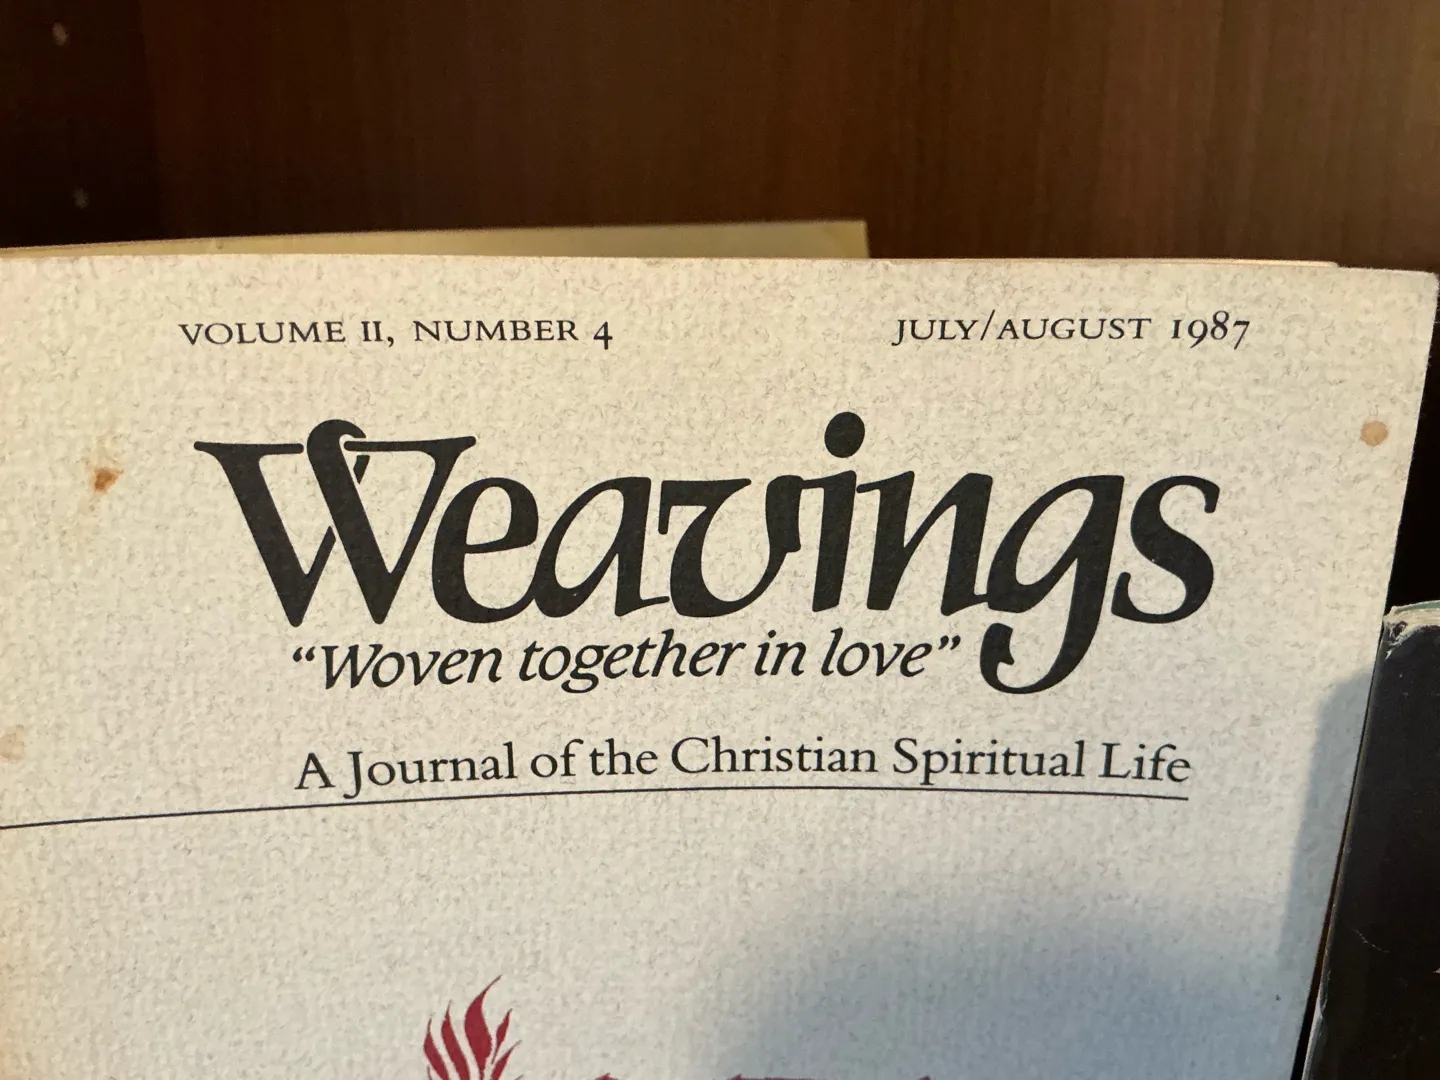 VOLUME II, NUMBER 4 JULY/AUGUST 1987
Weavings
“Woven together in love”
A Journal of the Christian Spiritual Life